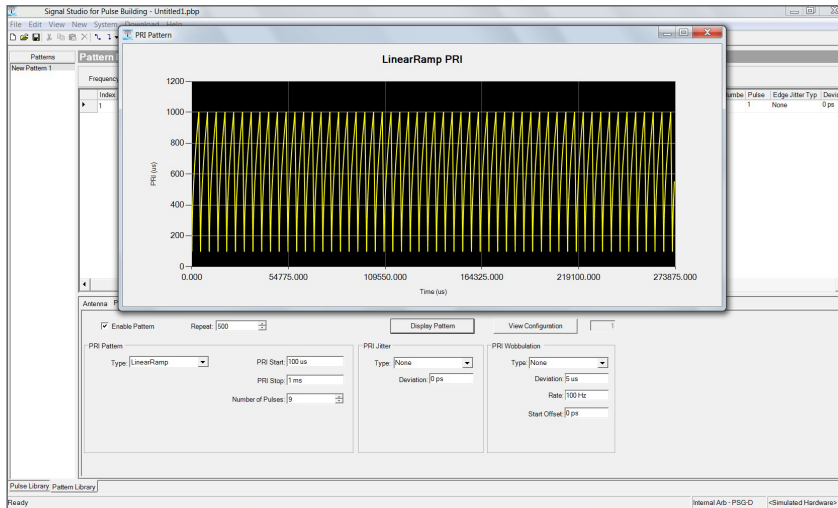 Signal Studio for Pulse Building - Untitled1.pbp
File Edit View New System Download Help
PRI Pattern
Patterns
Pattern
New Pattern 1
Frequency
Index
umbe Pulse Edge Jitter Typ Devia
1 1 None 0 ps
LinearRamp PRI
1200
1000
800
600
400
200
0
PRI (us)
0.000 54775.000 109550.000 164325.000 219100.000 273875.000
Time (us)
Antenna P
Enable Pattern Repeat: 500 Display Pattern View Configuration 1
PRI Pattern PRI Jitter PRI Wobbulation
Type: LinearRamp PRI Start: 100 us Type: None Type: None
PRI Stop: 1 ms Deviation: 0 ps Deviation: 5 us
Number of Pulses: 9 Rate: 100 Hz
Start Offset: 0 ps
Pulse Library Pattern Library
Ready Internal Arb - PSG-D <Simulated Hardware>